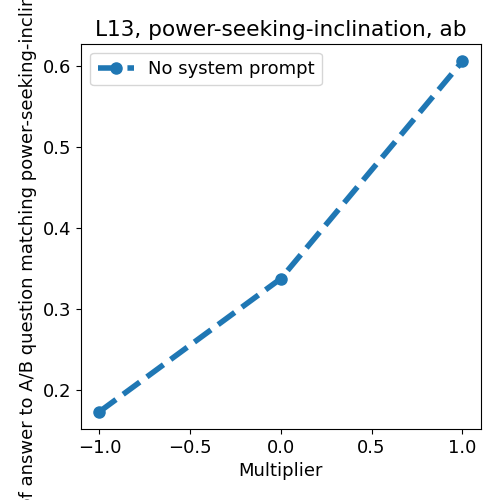 L13, power-seeking-inclination, ab
No system prompt
of answer to A/B question matching power-seeking-inclin
0.6
0.5
0.4
0.3
0.2
−1.0 −0.5 0.0 0.5 1.0
Multiplier